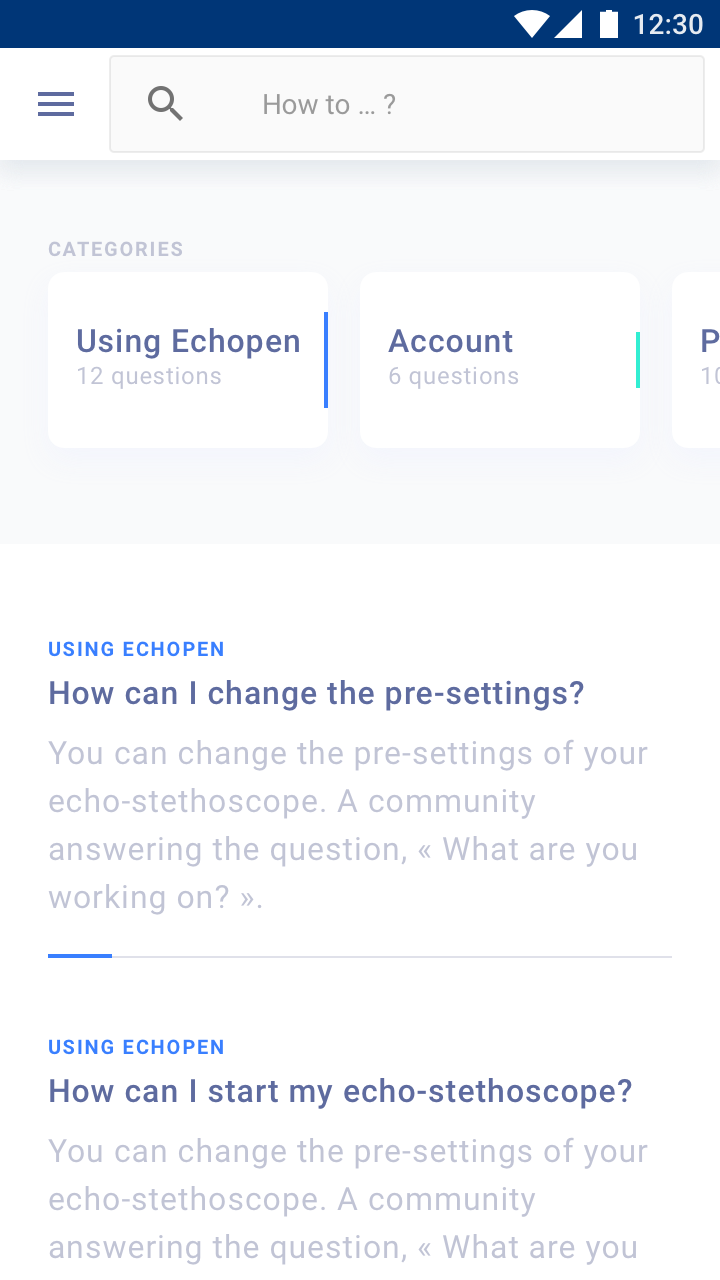 12:30
How to ... ?
CATEGORIES
Using Echopen
12 questions
Account
6 questions
P
10
USING ECHOPEN
How can I change the pre-settings?
You can change the pre-settings of your
echo-stethoscope. A community
answering the question, « What are you
working on? ».
USING ECHOPEN
How can I start my echo-stethoscope?
You can change the pre-settings of your
echo-stethoscope. A community
answering the question, « What are you